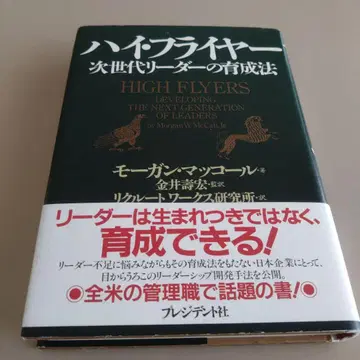 ハイ・フライヤー
次世代リーダーの育成法
HIGH FLYERS
DEVELOPING
THE NEXT GENERATION
OF LEADERS
by Morgan W. McCall, Jr.
モーガン・マッコール・著
金井壽宏・監訳
リクルートワークス研究所・訳
リーダーは生まれつきではなく、
育成できる!
リーダー不足に悩みながらもその育成法をもたない日本企業にとって、
目からうろこのリーダーシップ開発手法を公開。
●全米の管理職で話題の書!●
プレジデント社